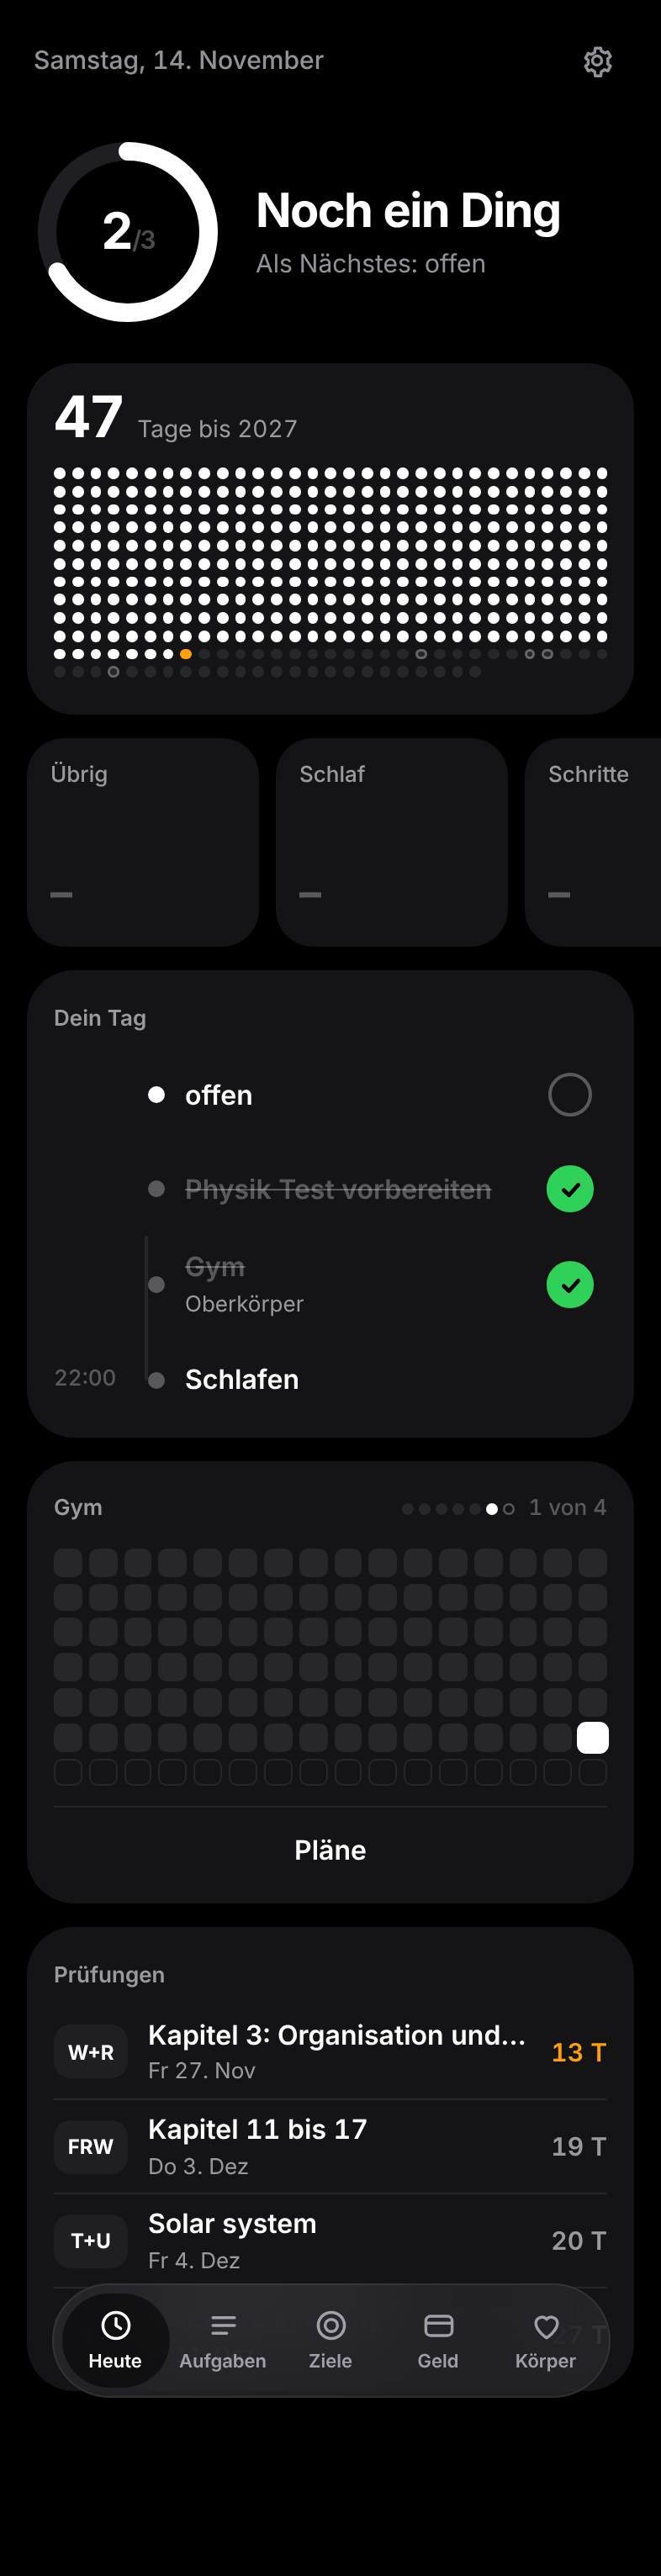 Samstag, 14. November
2/3
Noch ein Ding
Als Nächstes: offen
47 Tage bis 2027
Übrig
Schlaf
Schritte
–
–
–
Dein Tag
offen
Physik Test vorbereiten
Gym
Oberkörper
22:00 Schlafen
Gym 1 von 4
Pläne
Prüfungen
W+R Kapitel 3: Organisation und... 13 T
Fr 27. Nov
FRW Kapitel 11 bis 17 19 T
Do 3. Dez
T+U Solar system 20 T
Fr 4. Dez
27 T
Heute Aufgaben Ziele Geld Körper